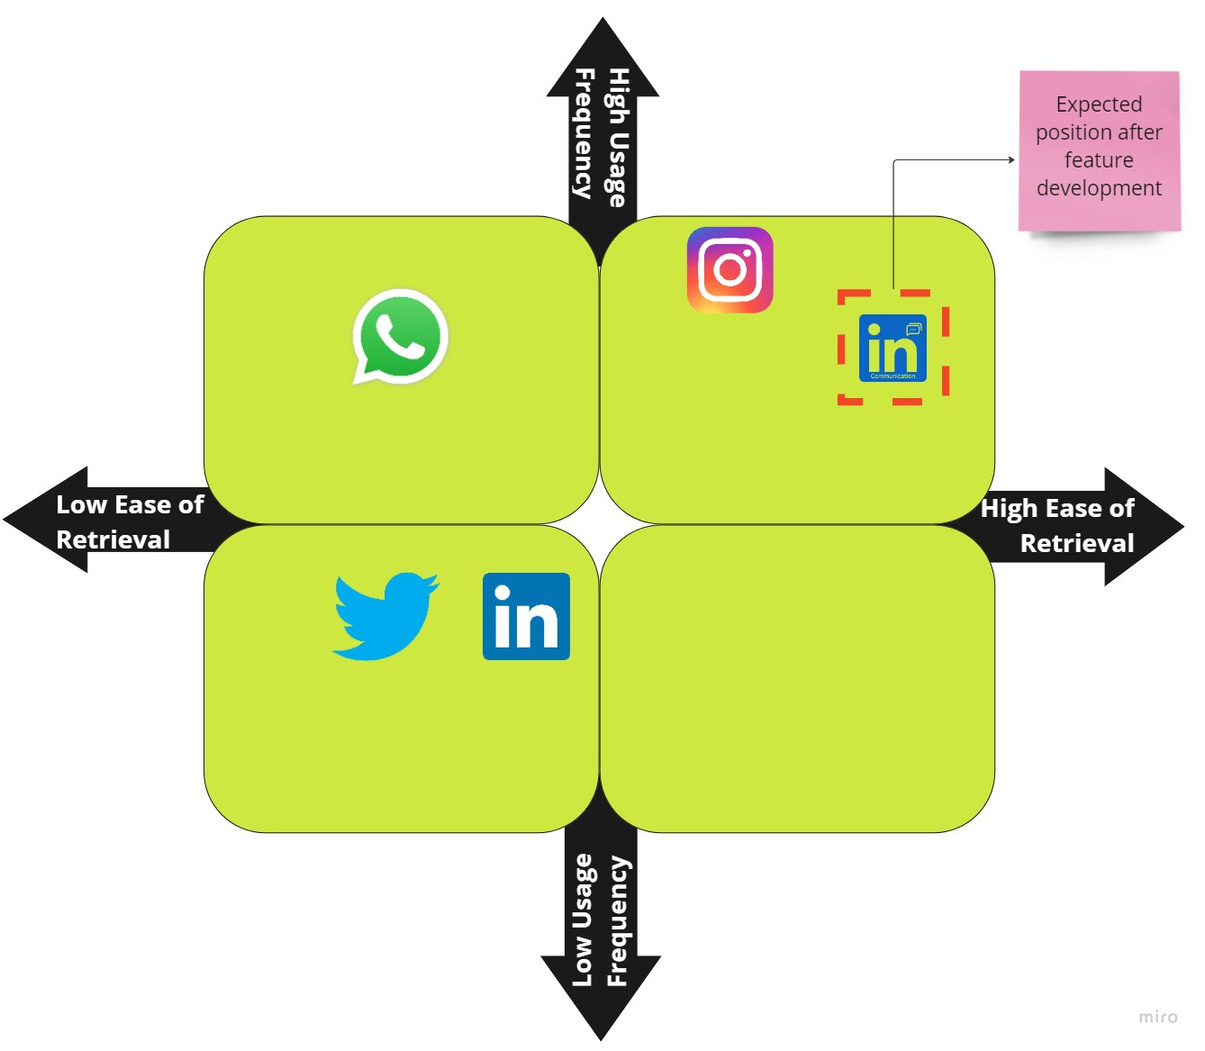 High Usage
Frequency
Expected
position after
feature
development
in
Communication
Low Ease of
Retrieval
High Ease of
Retrieval
in
Low Usage
Frequency
miro